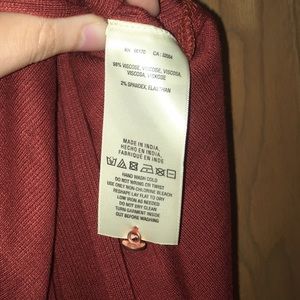 98% VISCOSE, VISCOSE, VISCOSA,
VISCOSA, VISKOSE
2% SPANDEX, ELASTHAN
MADE IN INDIA
HECHO EN INDIA
FABRIQUE EN INDE
HAND WASH COLD
DO NOT WRING OR TWIST
USE ONLY NON-CHLORINE BLEACH
RESHAPE LAY FLAT TO DRY
LOW IRON AS NEEDED
DO NOT DRY CLEAN
TURN GARMENT INSIDE
OUT BEFORE WASHING